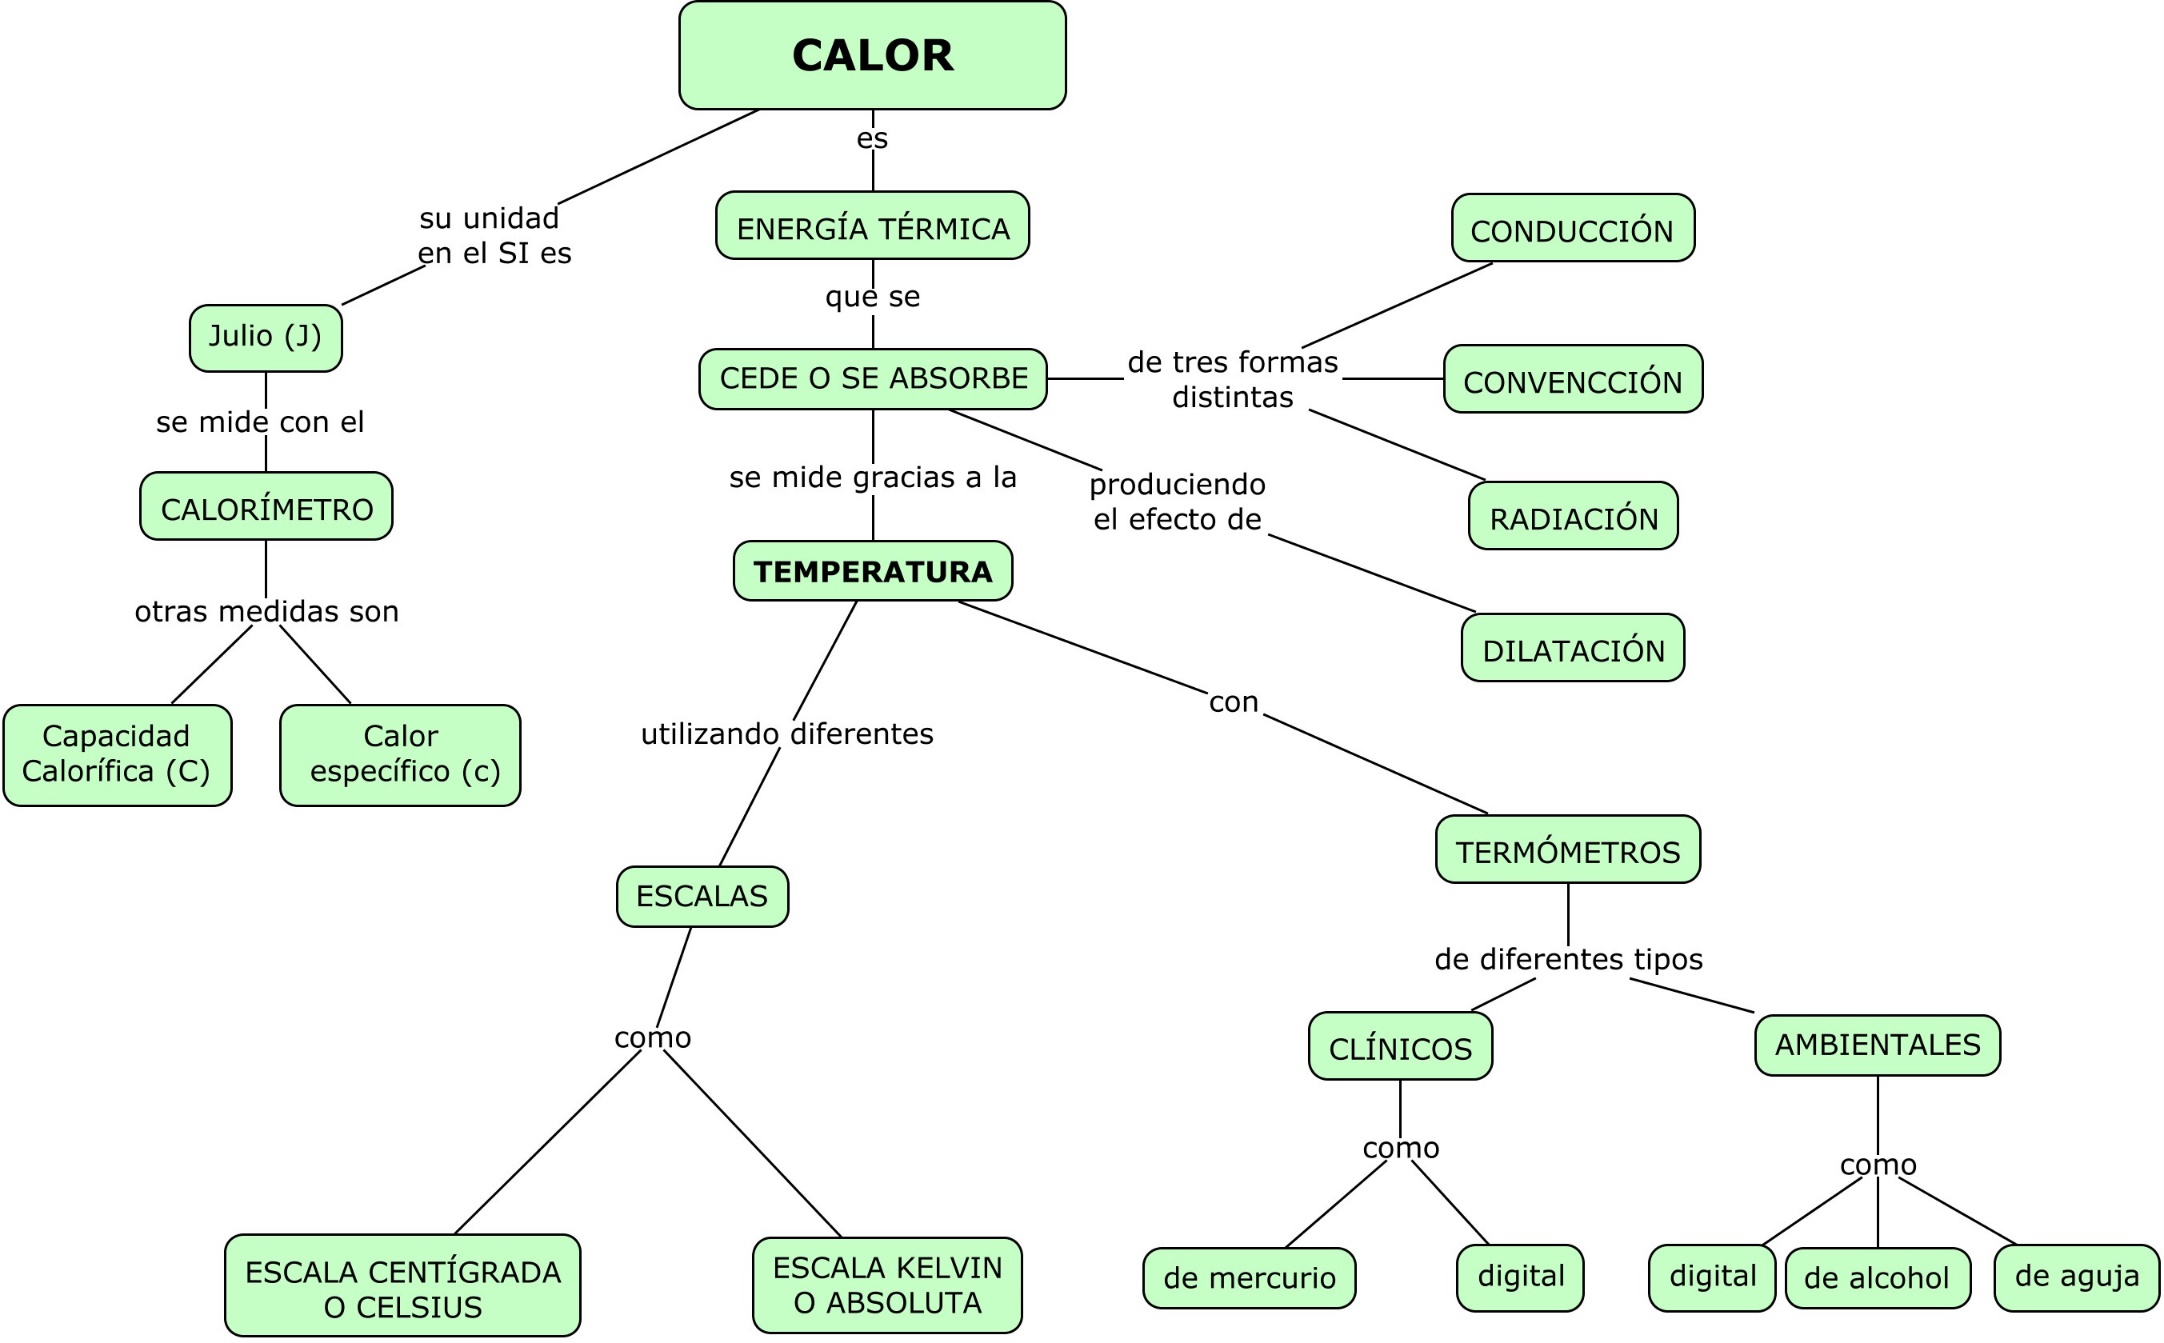 CALOR
es
su unidad
en el SI es
ENERGÍA TÉRMICA
que se
Julio (J)
se mide con el
CALORÍMETRO
otras medidas son
Capacidad
Calorífica (C)
Calor
específico (c)
CEDE O SE ABSORBE
de tres formas
distintas
CONDUCCIÓN
CONVENCCIÓN
RADIACIÓN
produciendo
el efecto de
DILATACIÓN
se mide gracias a la
TEMPERATURA
utilizando diferentes
ESCALAS
como
ESCALA CENTÍGRADA
O CELSIUS
ESCALA KELVIN
O ABSOLUTA
con
TERMÓMETROS
de diferentes tipos
CLÍNICOS
como
de mercurio
digital
AMBIENTALES
como
digital
de alcohol
de aguja